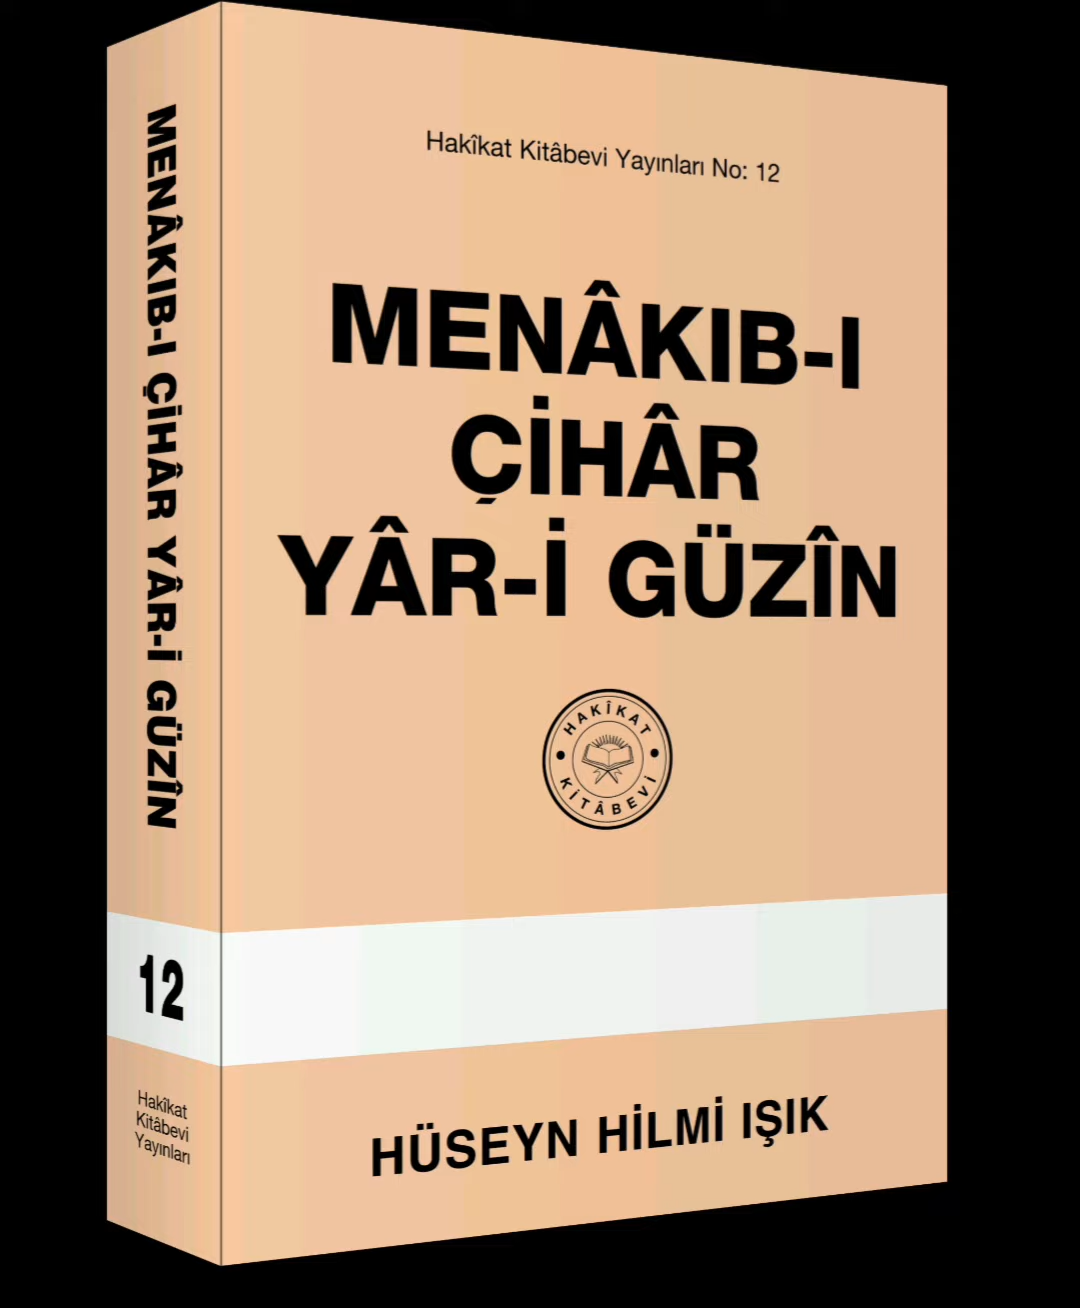 MENÂKIB-I ÇİHÂR YÂR-İ GÜZÎN
12
Hakîkat
Kitâbevi
Yayınları
Hakîkat Kitâbevi Yayınları No: 12
MENÂKIB-I
ÇİHÂR
YÂR-İ GÜZÎN
HAKÎKAT
KİTÂBEVİ
HÜSEYN HİLMİ IŞIK